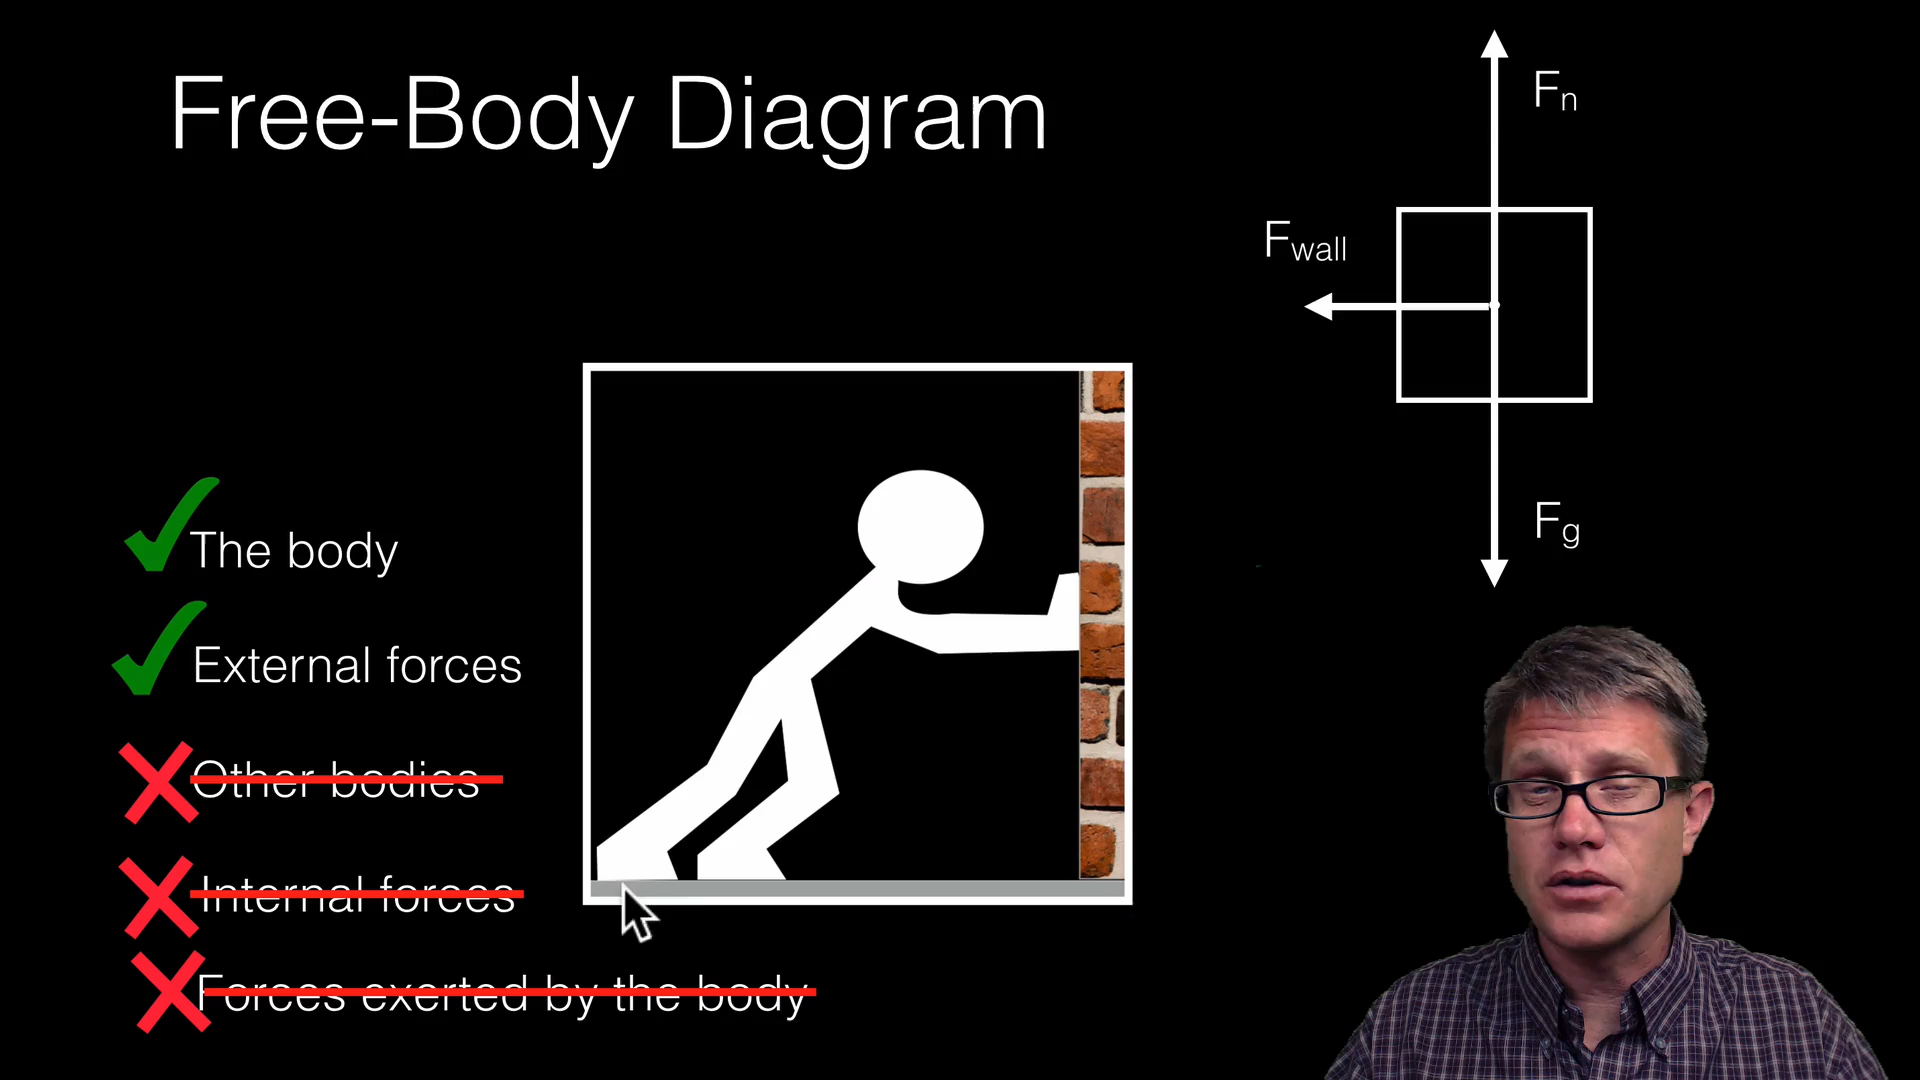 Free-Body Diagram
Fn
Fwall
Fg
The body
External forces
Other bodies
Internal forces
Forces exerted by the body